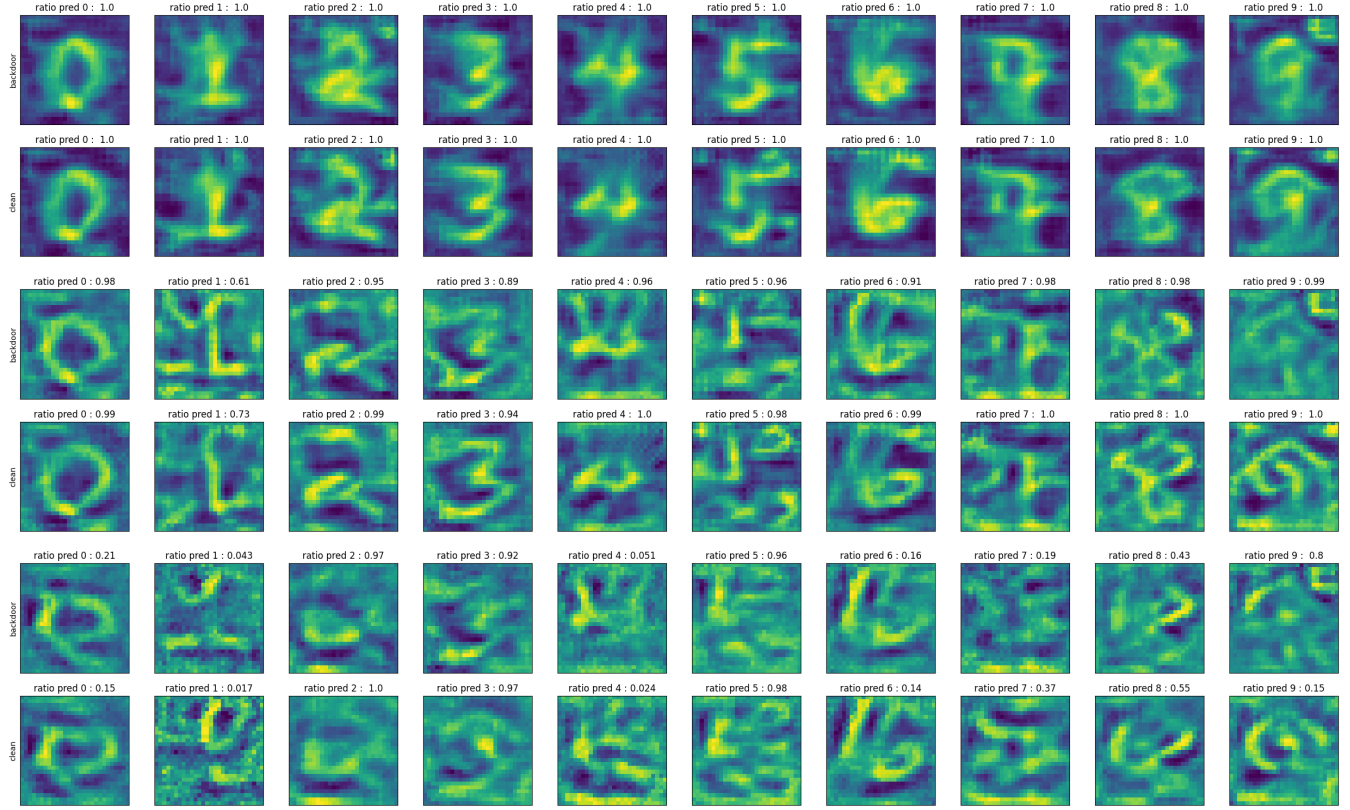 ratio pred 0 : 1.0 ratio pred 1 : 1.0 ratio pred 2 : 1.0 ratio pred 3 : 1.0 ratio pred 4 : 1.0 ratio pred 5 : 1.0 ratio pred 6 : 1.0 ratio pred 7 : 1.0 ratio pred 8 : 1.0 ratio pred 9 : 1.0
backdoor
ratio pred 0 : 1.0 ratio pred 1 : 1.0 ratio pred 2 : 1.0 ratio pred 3 : 1.0 ratio pred 4 : 1.0 ratio pred 5 : 1.0 ratio pred 6 : 1.0 ratio pred 7 : 1.0 ratio pred 8 : 1.0 ratio pred 9 : 1.0
clean
ratio pred 0 : 0.98 ratio pred 1 : 0.61 ratio pred 2 : 0.95 ratio pred 3 : 0.89 ratio pred 4 : 0.96 ratio pred 5 : 0.96 ratio pred 6 : 0.91 ratio pred 7 : 0.98 ratio pred 8 : 0.98 ratio pred 9 : 0.99
backdoor
ratio pred 0 : 0.99 ratio pred 1 : 0.73 ratio pred 2 : 0.99 ratio pred 3 : 0.94 ratio pred 4 : 1.0 ratio pred 5 : 0.98 ratio pred 6 : 0.99 ratio pred 7 : 1.0 ratio pred 8 : 1.0 ratio pred 9 : 1.0
clean
ratio pred 0 : 0.21 ratio pred 1 : 0.043 ratio pred 2 : 0.97 ratio pred 3 : 0.92 ratio pred 4 : 0.051 ratio pred 5 : 0.96 ratio pred 6 : 0.16 ratio pred 7 : 0.19 ratio pred 8 : 0.43 ratio pred 9 : 0.8
backdoor
ratio pred 0 : 0.15 ratio pred 1 : 0.017 ratio pred 2 : 1.0 ratio pred 3 : 0.97 ratio pred 4 : 0.024 ratio pred 5 : 0.98 ratio pred 6 : 0.14 ratio pred 7 : 0.37 ratio pred 8 : 0.55 ratio pred 9 : 0.15
clean